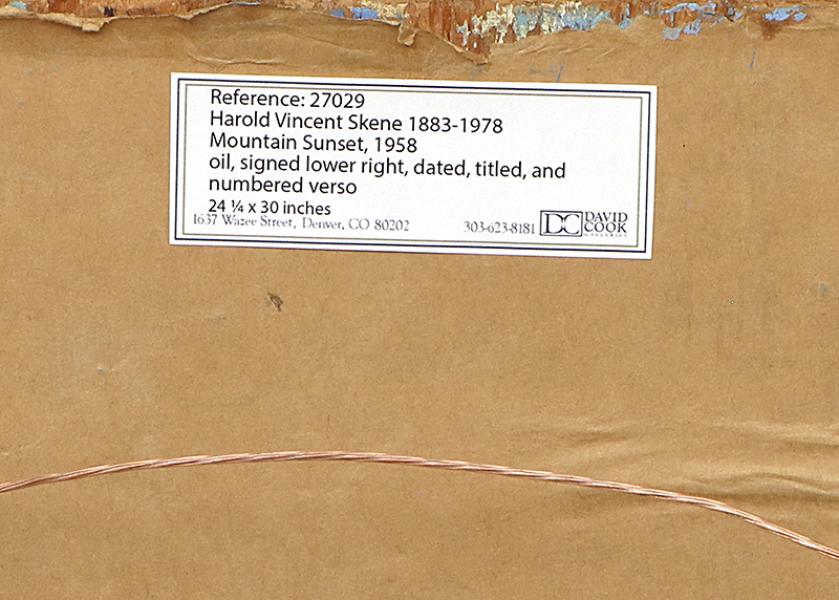 Reference: 27029
Harold Vincent Skene 1883-1978
Mountain Sunset, 1958
oil, signed lower right, dated, titled, and
numbered verso
24 ¼ x 30 inches
1637 Wazee Street, Denver, CO 80202 303-623-8181 DC DAVID
COOK
GALLERIES